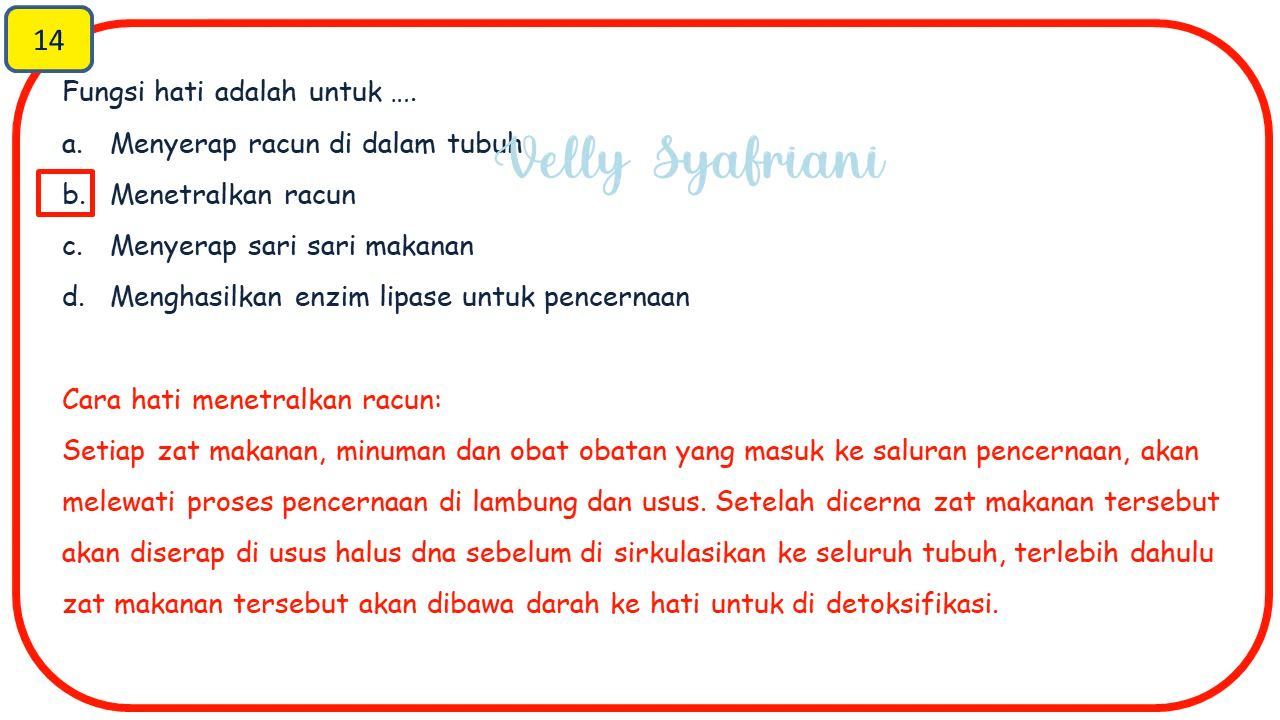 14
Fungsi hati adalah untuk ....
a. Menyerap racun di dalam tubuh
Velly Syafriani
b. Menetralkan racun
c. Menyerap sari sari makanan
d. Menghasilkan enzim lipase untuk pencernaan
Cara hati menetralkan racun:
Setiap zat makanan, minuman dan obat obatan yang masuk ke saluran pencernaan, akan
melewati proses pencernaan di lambung dan usus. Setelah dicerna zat makanan tersebut
akan diserap di usus halus dna sebelum di sirkulasikan ke seluruh tubuh, terlebih dahulu
zat makanan tersebut akan dibawa darah ke hati untuk di detoksifikasi.